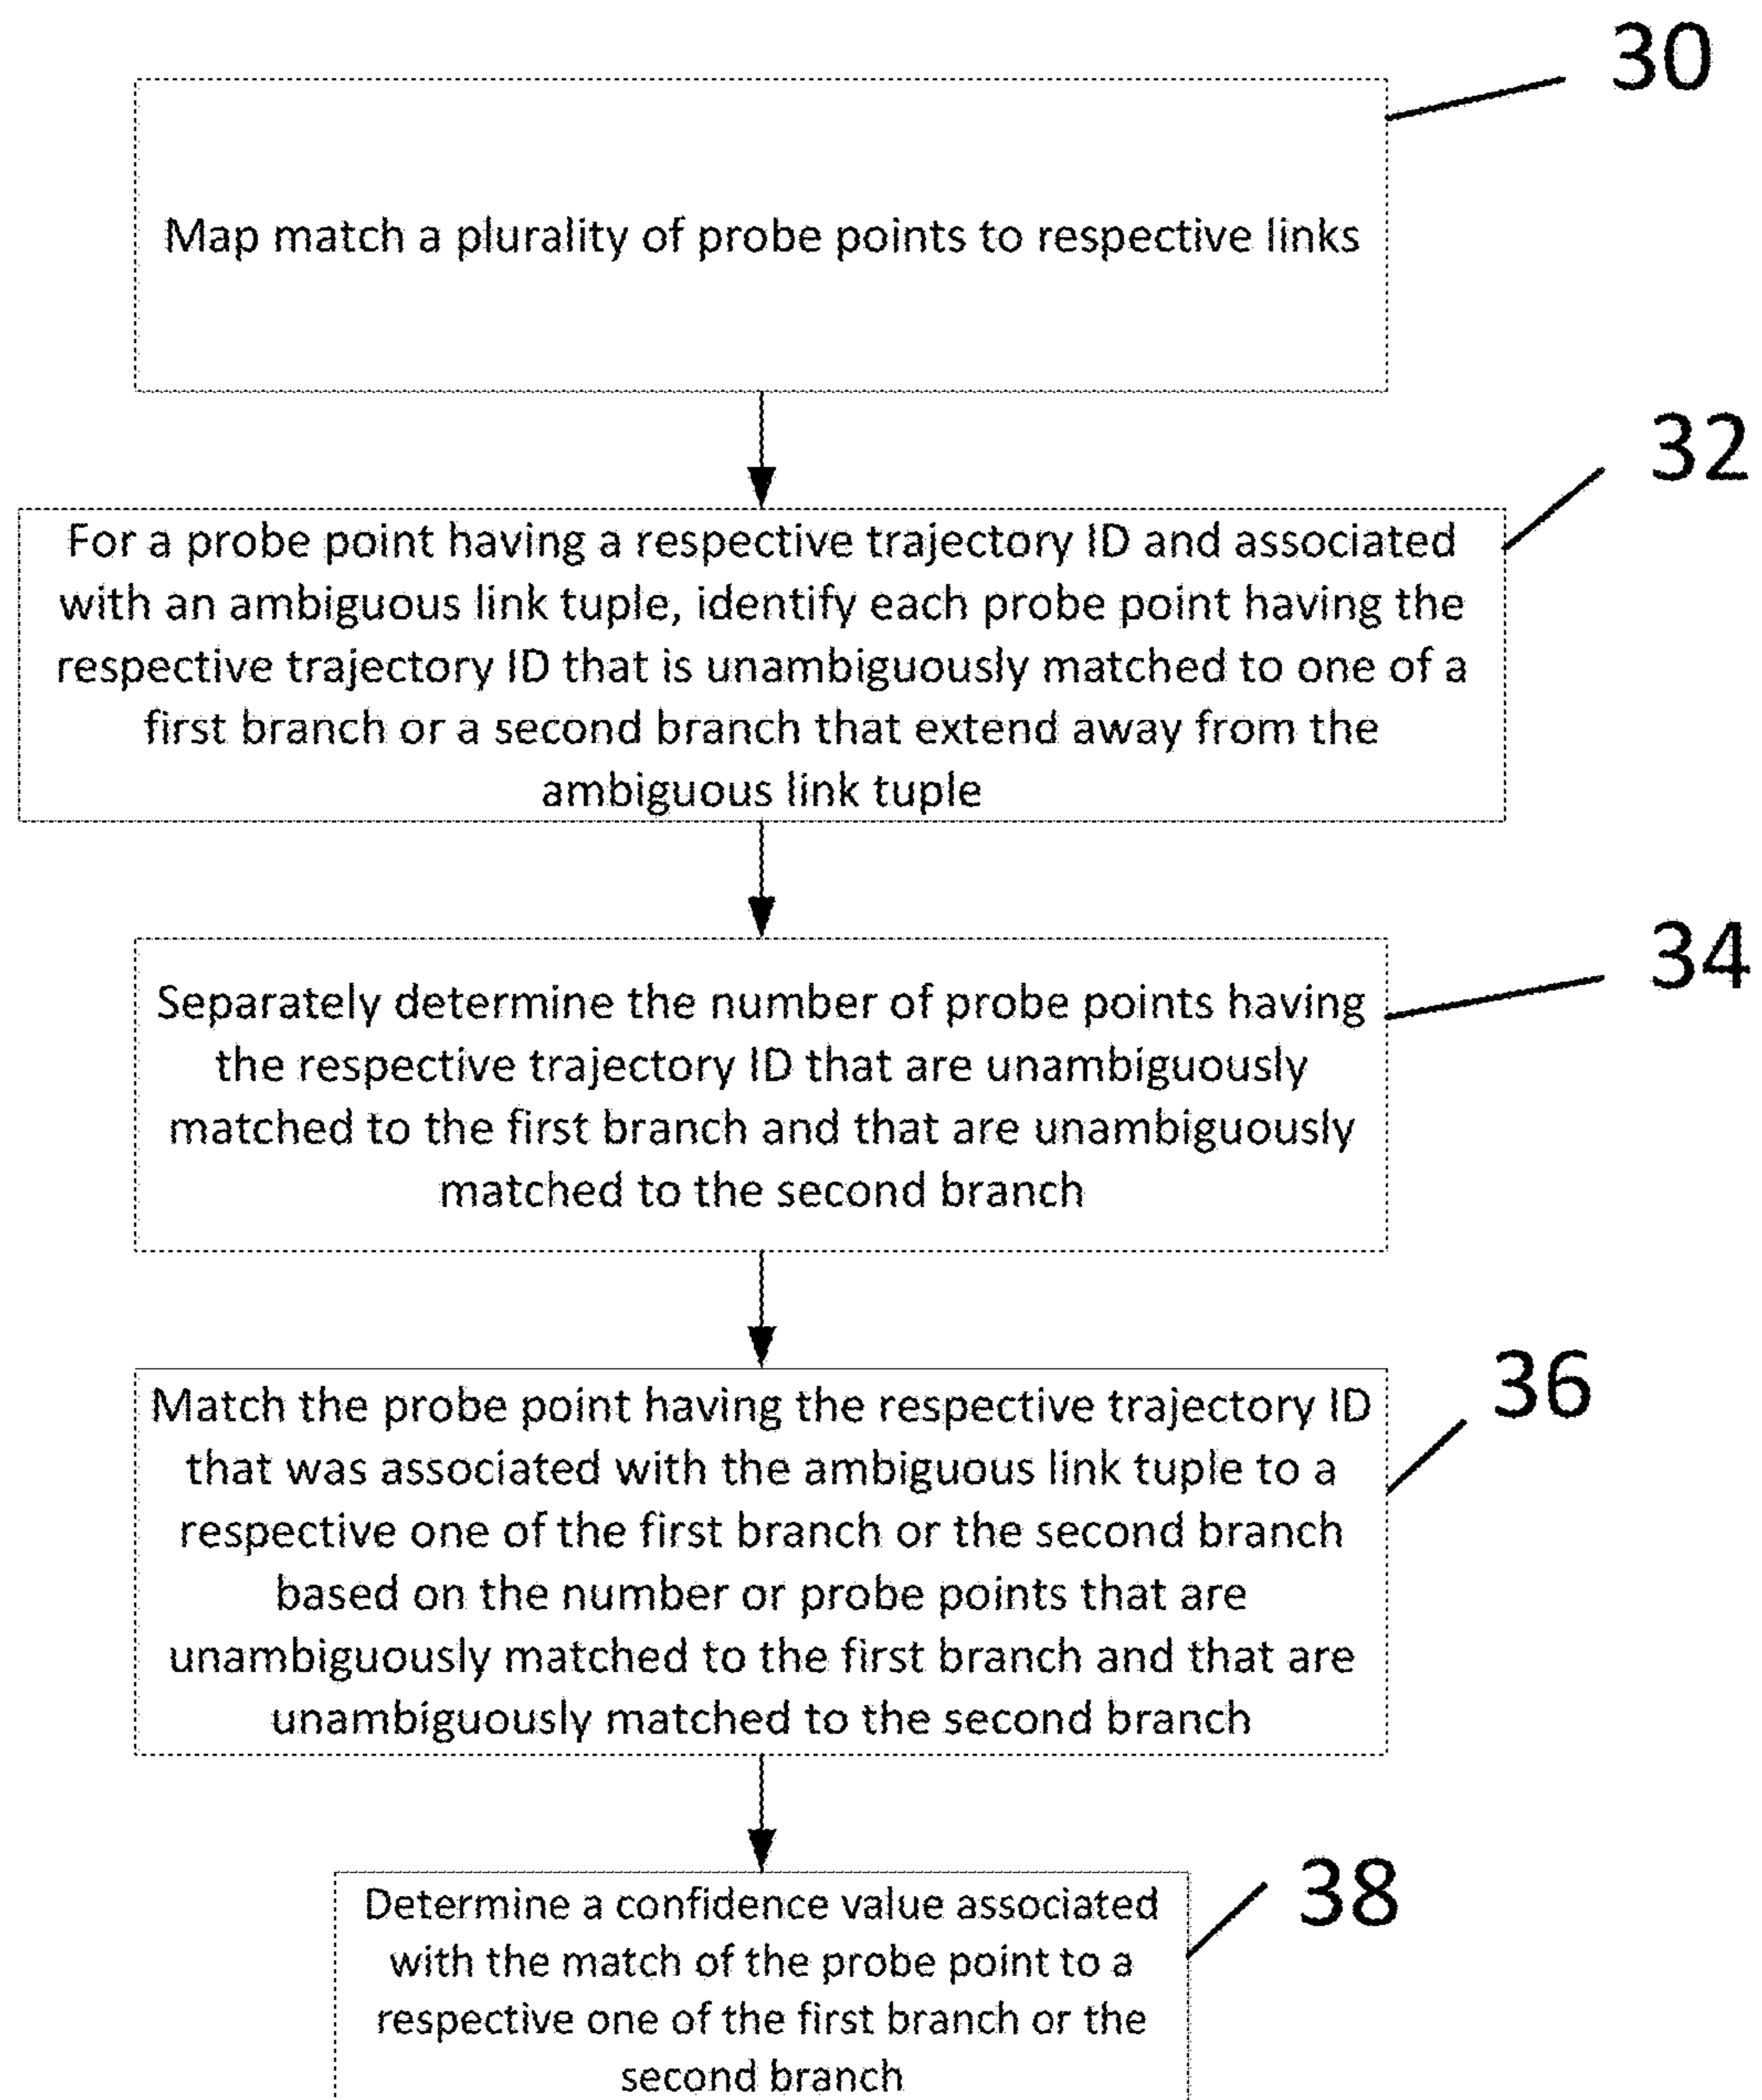 30
Map match a plurality of probe points to respective links
32
For a probe point having a respective trajectory ID and associated
with an ambiguous link tuple, identify each probe point having the
respective trajectory ID that is unambiguously matched to one of a
first branch or a second branch that extend away from the
ambiguous link tuple
34
Separately determine the number of probe points having
the respective trajectory ID that are unambiguously
matched to the first branch and that are unambiguously
matched to the second branch
36
Match the probe point having the respective trajectory ID
that was associated with the ambiguous link tuple to a
respective one of the first branch or the second branch
based on the number or probe points that are
unambiguously matched to the first branch and that are
unambiguously matched to the second branch
38
Determine a confidence value associated
with the match of the probe point to a
respective one of the first branch or the
second branch